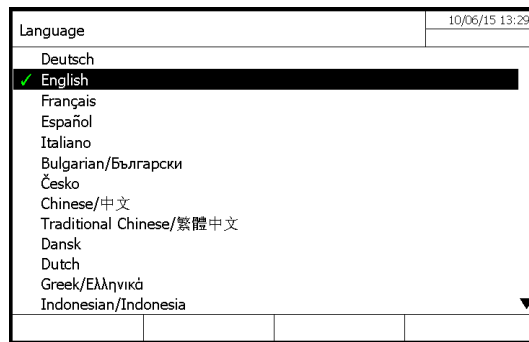 Language
10/06/15 13:29
Deutsch
✓ English
Français
Español
Italiano
Bulgarian/Български
Česko
Chinese/中文
Traditional Chinese/繁體中文
Dansk
Dutch
Greek/Ελληνικά
Indonesian/Indonesia